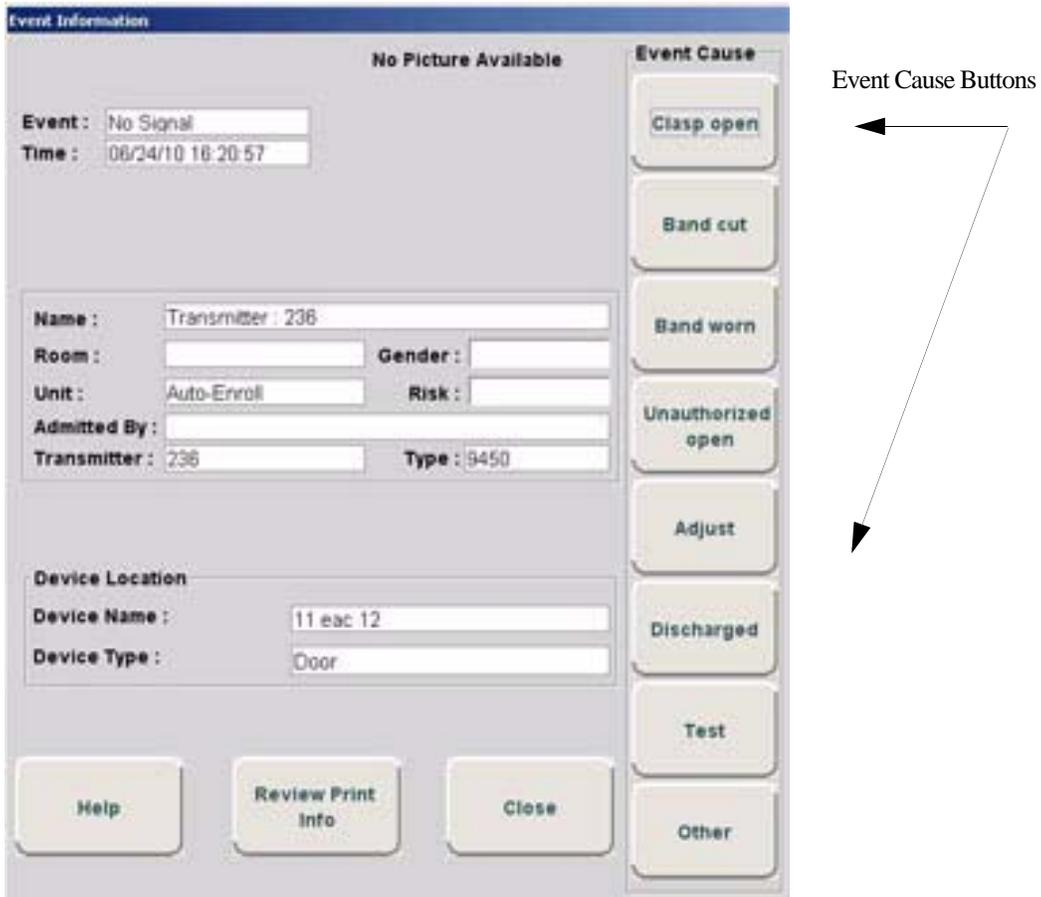 Event Information
No Picture Available
Event :
No Signal
Time :
06/24/10 16:20:57
Name :
Transmitter : 236
Room :
Gender :
Unit :
Auto-Enroll
Risk :
Admitted By :
Transmitter :
236
Type :
9450
Device Location
Device Name :
11 eac 12
Device Type :
Door
Help
Review Print
Info
Close
Event Cause
Clasp open
Band cut
Band worn
Unauthorized
open
Adjust
Discharged
Test
Other
Event Cause Buttons